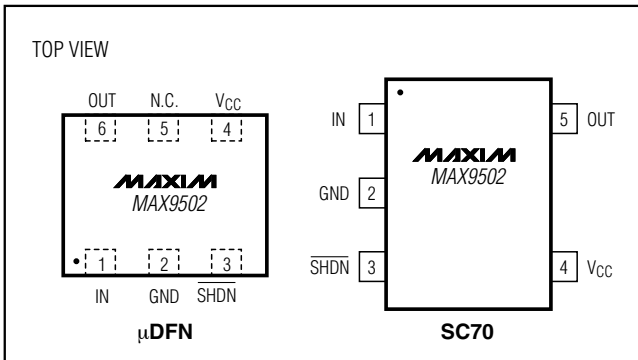 TOP VIEW
OUT N.C. VCC
6 5 4
MAXIM
MAX9502
1 2 3
IN GND SHDN
µDFN
IN 1
GND 2
SHDN 3
5 OUT
4 VCC
MAXIM
MAX9502
SC70